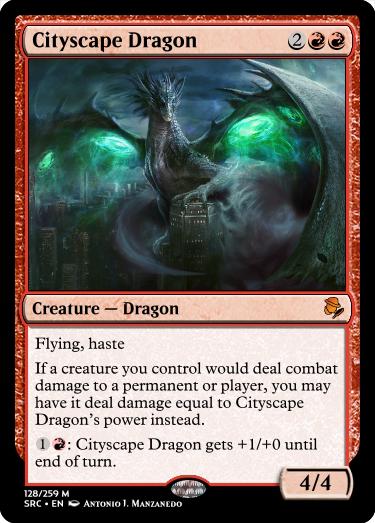 Cityscape Dragon 2
Creature — Dragon
Flying, haste
If a creature you control would deal combat
damage to a permanent or player, you may
have it deal damage equal to Cityscape
Dragon's power instead.
1 : Cityscape Dragon gets +1/+0 until
end of turn.
4/4
128/259 M
SRC • EN Antonio J. Manzanedo